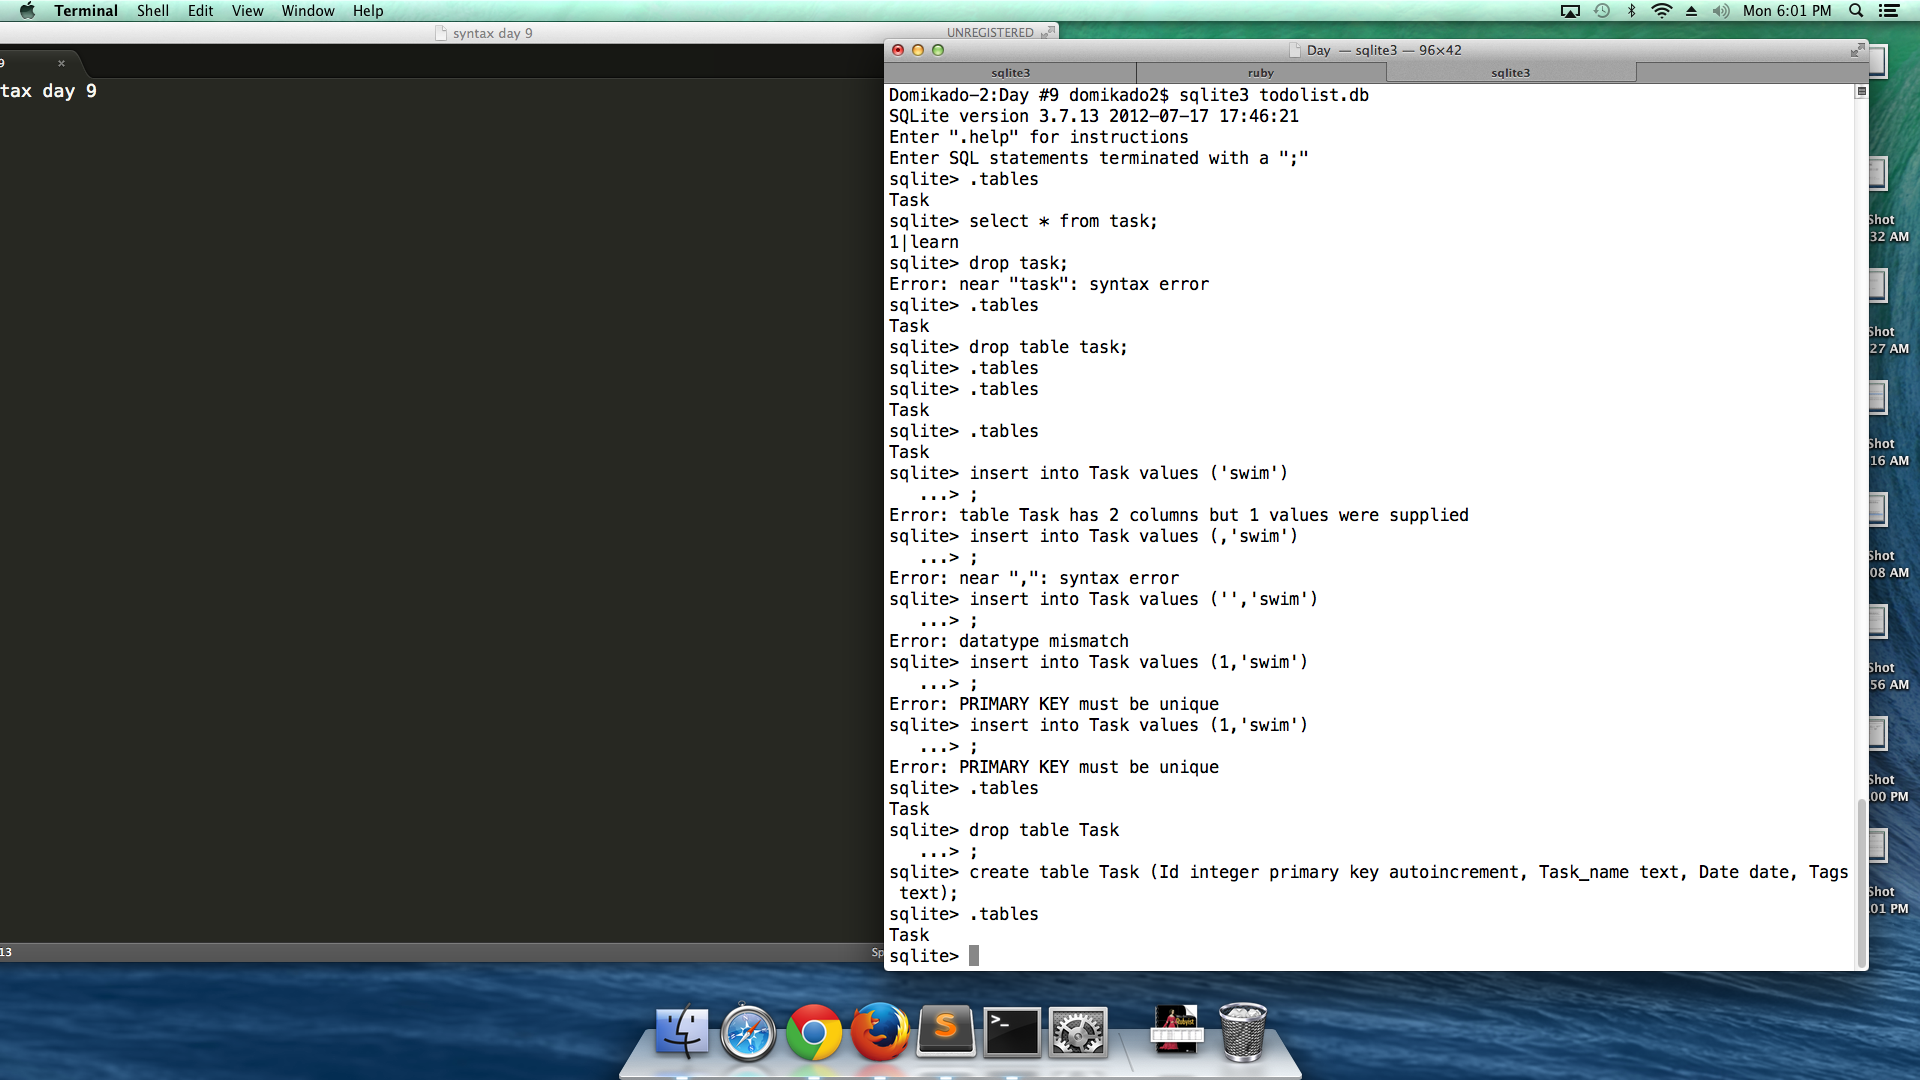 Terminal Shell Edit View Window Help Mon 6:01 PM
syntax day 9 UNREGISTERED
9 ×
tax day 9
Day — sqlite3 — 96×42
sqlite3 ruby sqlite3
Domikado-2:Day #9 domikado2$ sqlite3 todolist.db
SQLite version 3.7.13 2012-07-17 17:46:21
Enter ".help" for instructions
Enter SQL statements terminated with a ";"
sqlite> .tables
Task
sqlite> select * from task;
1|learn
sqlite> drop task;
Error: near "task": syntax error
sqlite> .tables
Task
sqlite> drop table task;
sqlite> .tables
sqlite> .tables
Task
sqlite> .tables
Task
sqlite> insert into Task values ('swim')
...> ;
Error: table Task has 2 columns but 1 values were supplied
sqlite> insert into Task values (,'swim')
...> ;
Error: near ",": syntax error
sqlite> insert into Task values ('','swim')
...> ;
Error: datatype mismatch
sqlite> insert into Task values (1,'swim')
...> ;
Error: PRIMARY KEY must be unique
sqlite> insert into Task values (1,'swim')
...> ;
Error: PRIMARY KEY must be unique
sqlite> .tables
Task
sqlite> drop table Task
...> ;
sqlite> create table Task (Id integer primary key autoincrement, Task_name text, Date date, Tags
text);
sqlite> .tables
Task
sqlite>
13 Sp
Shot
32 AM
Shot
27 AM
Shot
16 AM
Shot
08 AM
Shot
56 AM
Shot
00 PM
Shot
01 PM
S
>_
Rubyist